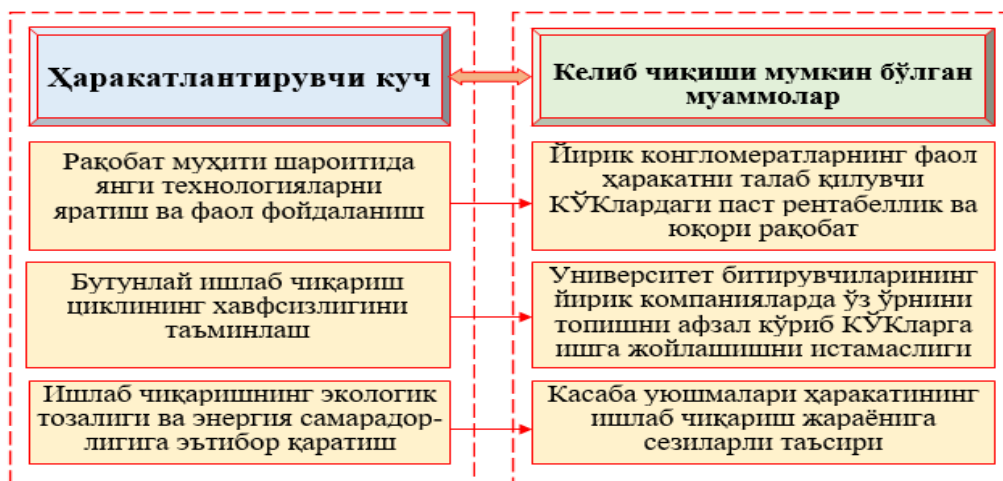 Ҳаракатлантирувчи куч
Келиб чиқиши мумкин бўлган
муаммолар
Рақобат муҳити шароитида
янги технологияларни
яратиш ва фаол фойдаланиш
Йирик конгломератларнинг фаол
ҳаракатни талаб қилувчи
КЎКлардаги паст рентабеллик ва
юқори рақобат
Бутунлай ишлаб чиқариш
циклининг хавфсизлигини
таъминлаш
Университет битирувчиларининг
йирик компанияларда ўз ўрнини
топишни афзал кўриб КЎКларга
ишга жойлашишни истамаслиги
Ишлаб чиқаришнинг экологик
тозалиги ва энергия самарадор-
лигига эътибор қаратиш
Касаба уюшмалари ҳаракатининг
ишлаб чиқариш жараёнига
сезиларли таъсири